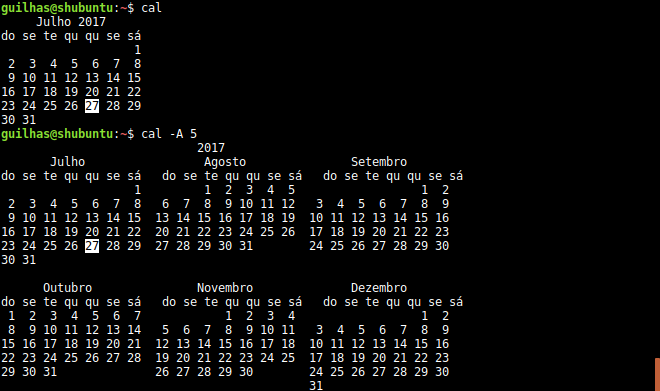 guilhas@shubuntu:~$ cal
     Julho 2017
do se te qu qu se sá
                   1
 2  3  4  5  6  7  8
 9 10 11 12 13 14 15
16 17 18 19 20 21 22
23 24 25 26 27 28 29
30 31
guilhas@shubuntu:~$ cal -A 5
                            2017
       Julho                 Agosto               Setembro
do se te qu qu se sá   do se te qu qu se sá   do se te qu qu se sá
                   1          1  2  3  4  5                   1  2
 2  3  4  5  6  7  8    6  7  8  9 10 11 12    3  4  5  6  7  8  9
 9 10 11 12 13 14 15   13 14 15 16 17 18 19   10 11 12 13 14 15 16
16 17 18 19 20 21 22   20 21 22 23 24 25 26   17 18 19 20 21 22 23
23 24 25 26 27 28 29   27 28 29 30 31         24 25 26 27 28 29 30
30 31
      Outubro               Novembro              Dezembro
do se te qu qu se sá   do se te qu qu se sá   do se te qu qu se sá
 1  2  3  4  5  6  7             1  2  3  4                   1  2
 8  9 10 11 12 13 14    5  6  7  8  9 10 11    3  4  5  6  7  8  9
15 16 17 18 19 20 21   12 13 14 15 16 17 18   10 11 12 13 14 15 16
22 23 24 25 26 27 28   19 20 21 22 23 24 25   17 18 19 20 21 22 23
29 30 31               26 27 28 29 30         24 25 26 27 28 29 30
                                              31